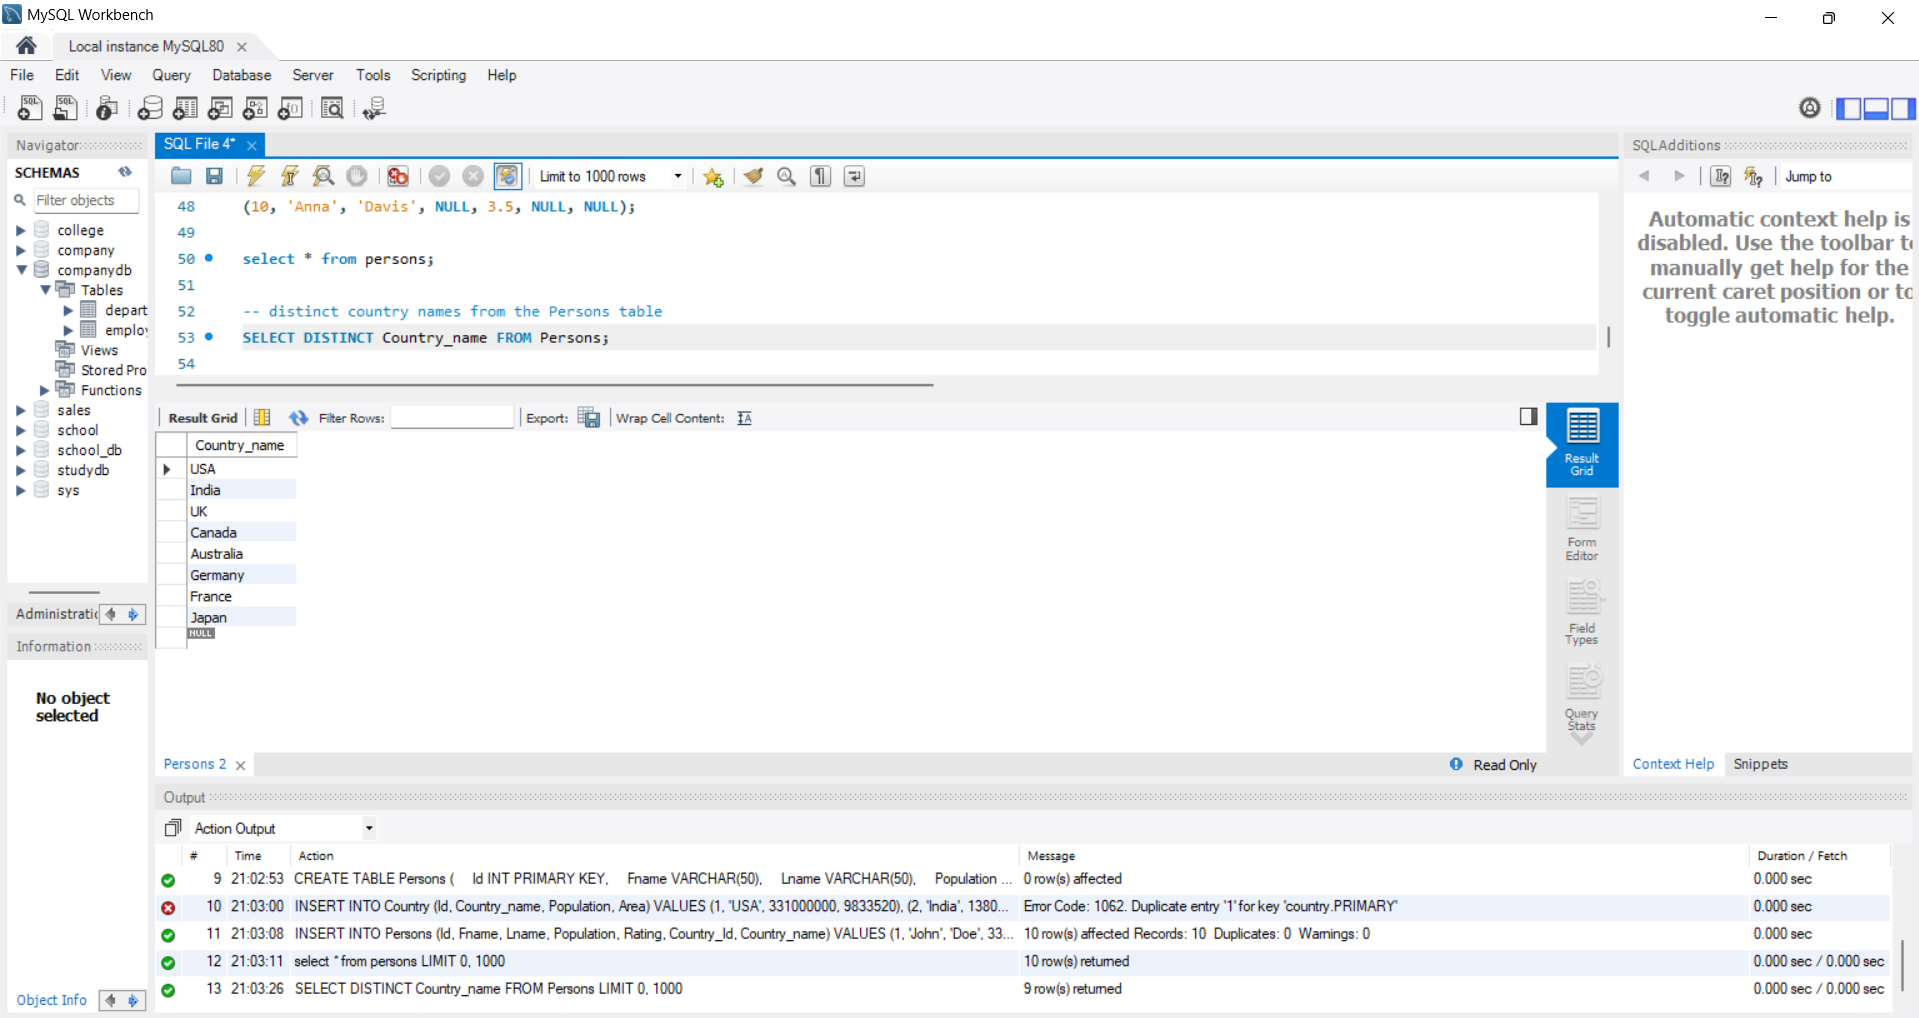 MySQL Workbench
Local instance MySQL80
File Edit View Query Database Server Tools Scripting Help
Navigator
SCHEMAS
Filter objects
college
company
companydb
Tables
depart
employ
Views
Stored Pro
Functions
sales
school
school_db
studydb
sys
Administratio
Information
No object
selected
Object Info
SQL File 4*
Limit to 1000 rows
48 (10, 'Anna', 'Davis', NULL, 3.5, NULL, NULL);
49
50 select * from persons;
51
52 -- distinct country names from the Persons table
53 SELECT DISTINCT Country_name FROM Persons;
54
Result Grid Filter Rows: Export: Wrap Cell Content:
Country_name
USA
India
UK
Canada
Australia
Germany
France
Japan
NULL
Result
Grid
Form
Editor
Field
Types
Query
Stats
Persons 2
Read Only
SQLAdditions
Jump to
Automatic context help is
disabled. Use the toolbar to
manually get help for the
current caret position or to
toggle automatic help.
Context Help Snippets
Output
Action Output
# Time Action Message Duration / Fetch
9 21:02:53 CREATE TABLE Persons ( Id INT PRIMARY KEY, Fname VARCHAR(50), Lname VARCHAR(50), Population ... 0 row(s) affected 0.000 sec
10 21:03:00 INSERT INTO Country (Id, Country_name, Population, Area) VALUES (1, 'USA', 331000000, 9833520), (2, 'India', 1380... Error Code: 1062. Duplicate entry '1' for key 'country.PRIMARY' 0.000 sec
11 21:03:08 INSERT INTO Persons (Id, Fname, Lname, Population, Rating, Country_Id, Country_name) VALUES (1, 'John', 'Doe', 33... 10 row(s) affected Records: 10 Duplicates: 0 Warnings: 0 0.000 sec
12 21:03:11 select * from persons LIMIT 0, 1000 10 row(s) returned 0.000 sec / 0.000 sec
13 21:03:26 SELECT DISTINCT Country_name FROM Persons LIMIT 0, 1000 9 row(s) returned 0.000 sec / 0.000 sec